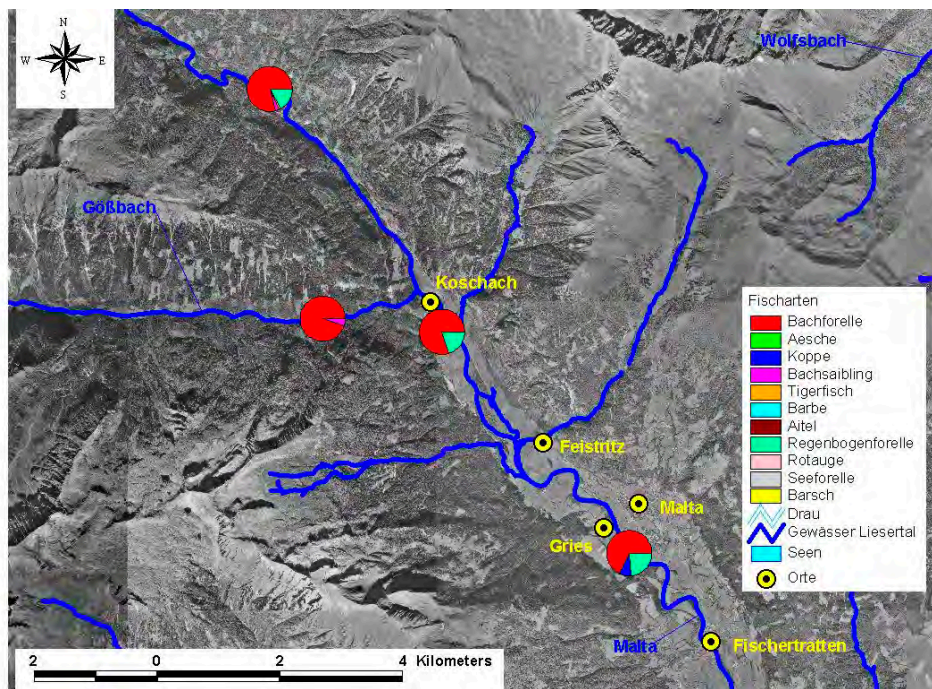 N
W E
S
Wolfsbach
Gößbach
Koschach
Feistritz
Malta
Gries
Malta
Fischertratten
Fischarten
Bachforelle
Aesche
Koppe
Bachsaibling
Tigerfisch
Barbe
Aitel
Regenbogenforelle
Rotauge
Seeforelle
Barsch
Drau
Gewässer Liesertal
Seen
Orte
2 0 2 4 Kilometers